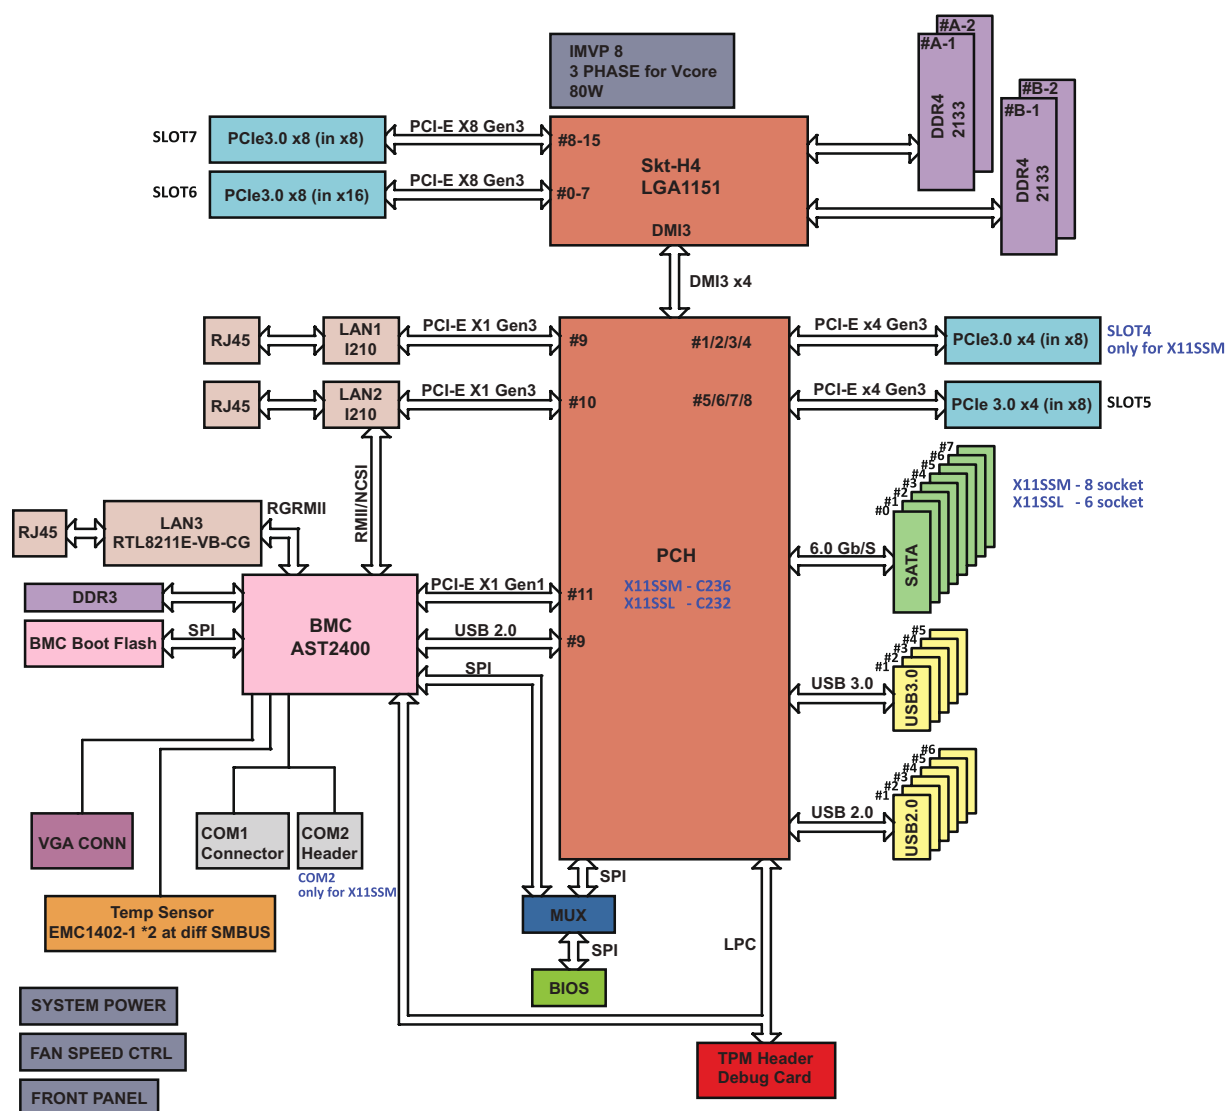 IMVP 8
3 PHASE for Vcore
80W
#A-2
#A-1
DDR4
2133
#B-2
#B-1
DDR4
2133
SLOT7
PCIe3.0 x8 (in x8)
PCI-E X8 Gen3
#8-15
SLOT6
PCIe3.0 x8 (in x16)
PCI-E X8 Gen3
#0-7
Skt-H4
LGA1151
DMI3
DMI3 x4
RJ45
LAN1
I210
PCI-E X1 Gen3
#9
#1/2/3/4
PCI-E x4 Gen3
PCIe3.0 x4 (in x8)
SLOT4
only for X11SSM
RJ45
LAN2
I210
PCI-E X1 Gen3
#10
#5/6/7/8
PCI-E x4 Gen3
PCIe 3.0 x4 (in x8)
SLOT5
RMII/NCSI
RJ45
LAN3
RTL8211E-VB-CG
RGRMII
#7
#6
#5
#4
#3
#2
#1
#0
SATA
6.0 Gb/S
X11SSM - 8 socket
X11SSL - 6 socket
PCH
X11SSM - C236
X11SSL - C232
DDR3
BMC Boot Flash
SPI
BMC
AST2400
PCI-E X1 Gen1
#11
USB 2.0
#9
SPI
#5
#4
#3
#2
#1
USB3.0
USB 3.0
#6
#5
#4
#3
#2
#1
USB2.0
USB 2.0
VGA CONN
COM1
Connector
COM2
Header
COM2
only for X11SSM
Temp Sensor
EMC1402-1 *2 at diff SMBUS
SPI
MUX
SPI
BIOS
LPC
TPM Header
Debug Card
SYSTEM POWER
FAN SPEED CTRL
FRONT PANEL